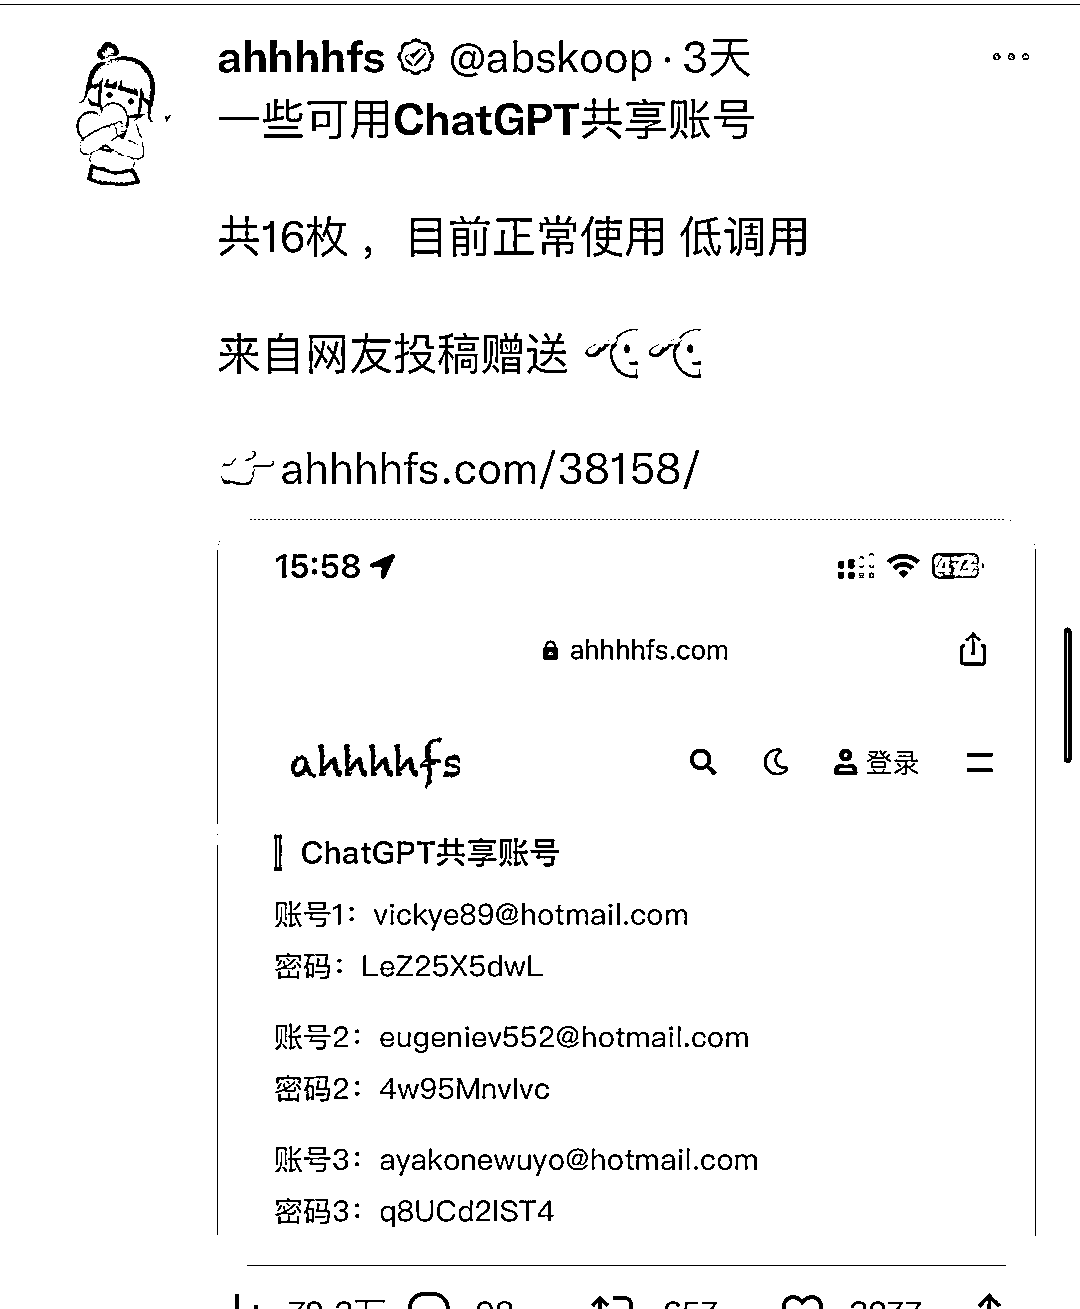 ahhhhfs @abskoop · 3天
一些可用ChatGPT共享账号
共16枚，目前正常使用 低调用
来自网友投稿赠送
ahhhhfs.com/38158/
15:58
ahhhhfs.com
ahhhhfs
登录
ChatGPT共享账号
账号1：vickye89@hotmail.com
密码：LeZ25X5dwL
账号2：eugeniev552@hotmail.com
密码2：4w95Mnvlvc
账号3：ayakonewuyo@hotmail.com
密码3：q8UCd2lST4